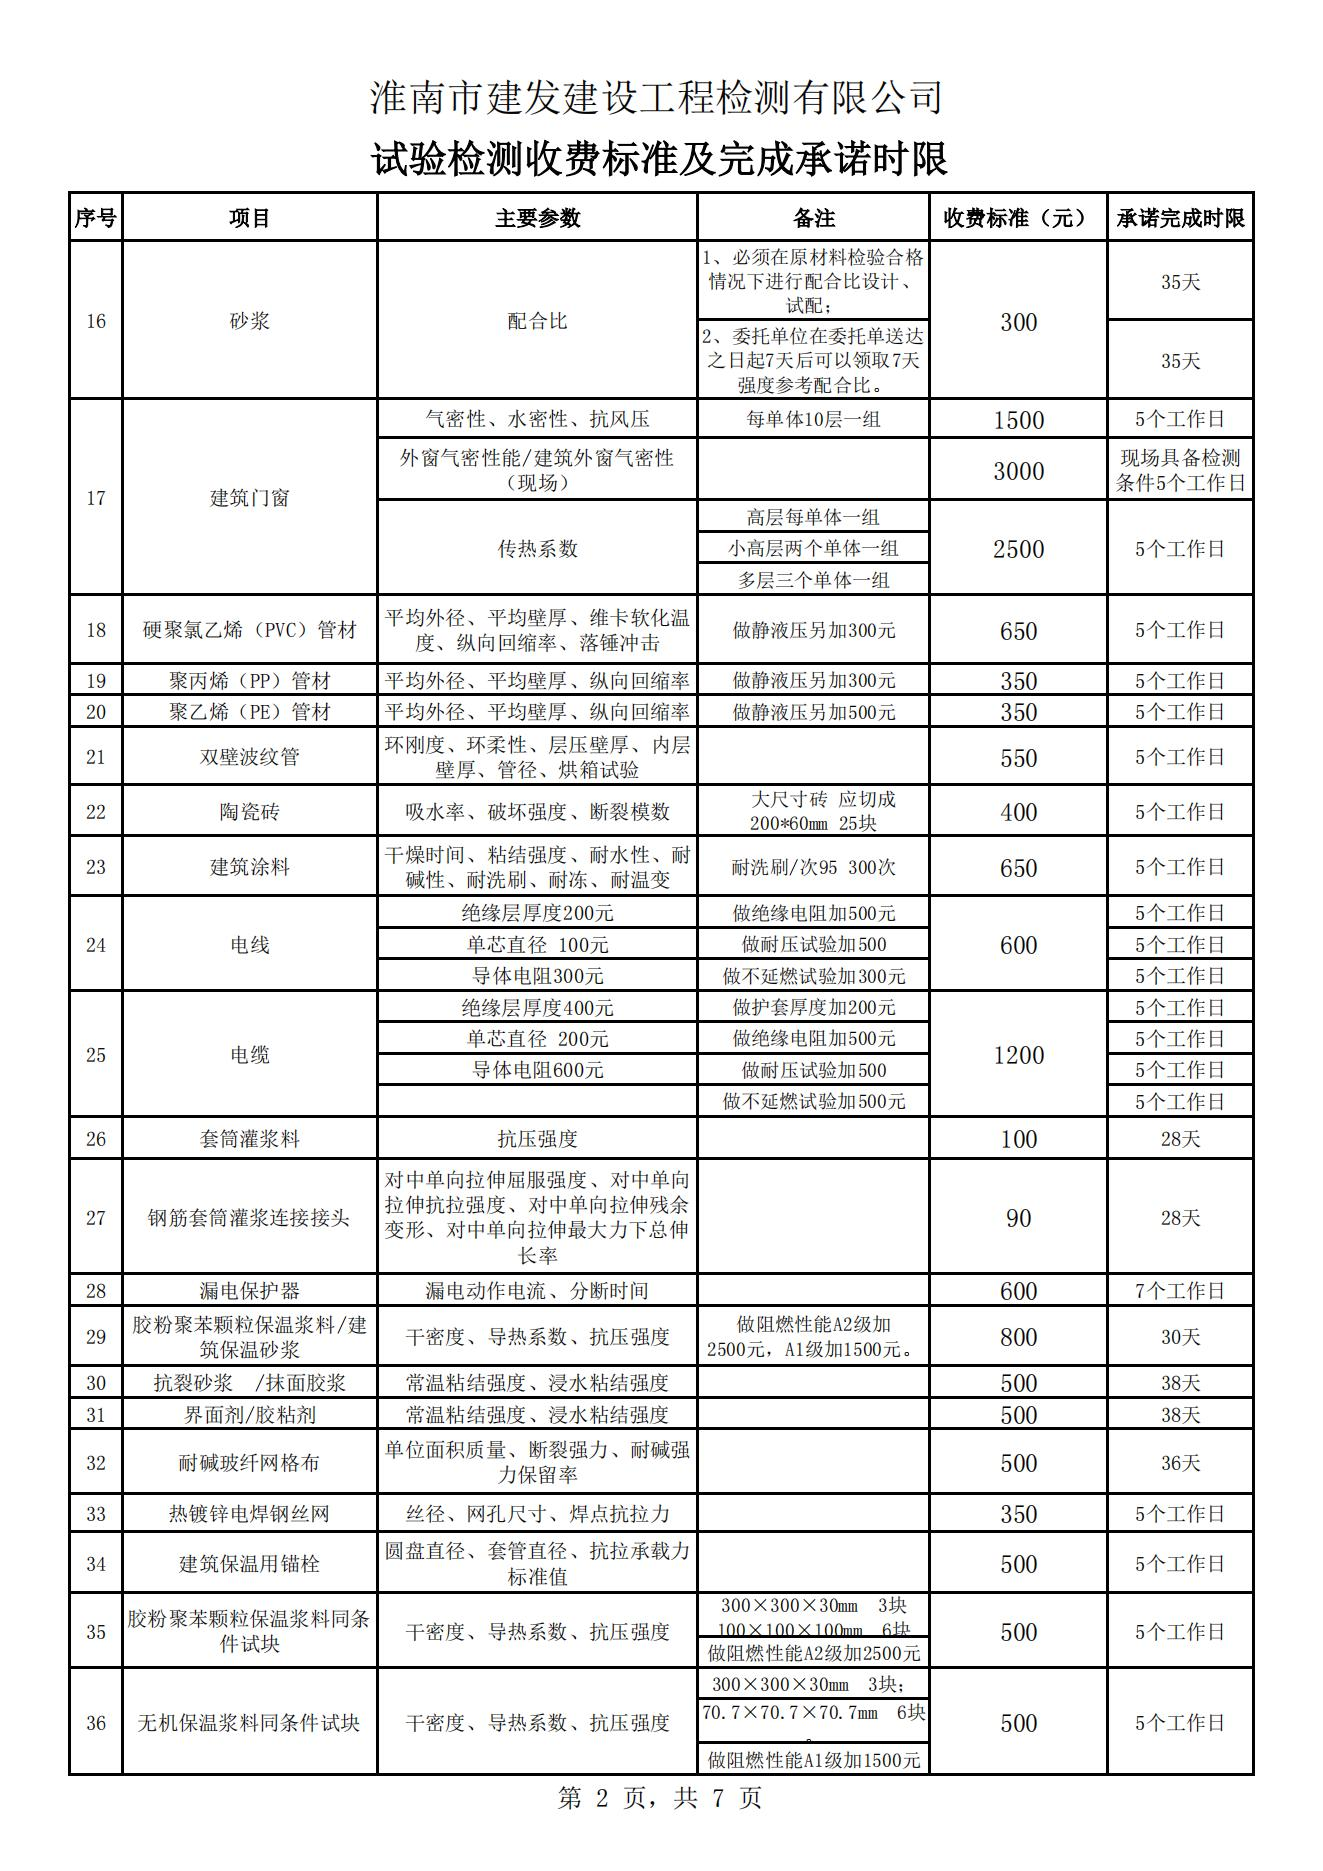 淮南市建发建设工程检测有限公司
试验检测收费标准及完成承诺时限
序号 项目 主要参数 备注 收费标准（元） 承诺完成时限
16 砂浆 配合比 300
1、必须在原材料检验合格
情况下进行配合比设计、
试配；
35天
2、委托单位在委托单送达
之日起7天后可以领取7天
强度参考配合比。
35天
17 建筑门窗
气密性、水密性、抗风压 每单体10层一组 1500 5个工作日
外窗气密性能/建筑外窗气密性
（现场）
3000
现场具备检测
条件5个工作日
传热系数
高层每单体一组
小高层两个单体一组
多层三个单体一组
2500 5个工作日
18 硬聚氯乙烯（PVC）管材
平均外径、平均壁厚、维卡软化温
度、纵向回缩率、落锤冲击
做静液压另加300元 650 5个工作日
19 聚丙烯（PP）管材 平均外径、平均壁厚、纵向回缩率 做静液压另加300元 350 5个工作日
20 聚乙烯（PE）管材 平均外径、平均壁厚、纵向回缩率 做静液压另加500元 350 5个工作日
21 双壁波纹管
环刚度、环柔性、层压壁厚、内层
壁厚、管径、烘箱试验
550 5个工作日
22 陶瓷砖 吸水率、破坏强度、断裂模数
大尺寸砖 应切成
200*60mm 25块
400 5个工作日
23 建筑涂料
干燥时间、粘结强度、耐水性、耐
碱性、耐洗刷、耐冻、耐温变
耐洗刷/次95 300次 650 5个工作日
24 电线 600
绝缘层厚度200元 做绝缘电阻加500元 5个工作日
单芯直径 100元 做耐压试验加500 5个工作日
导体电阻300元 做不延燃试验加300元 5个工作日
25 电缆 1200
绝缘层厚度400元 做护套厚度加200元 5个工作日
单芯直径 200元 做绝缘电阻加500元 5个工作日
导体电阻600元 做耐压试验加500 5个工作日
做不延燃试验加500元 5个工作日
26 套筒灌浆料 抗压强度 100 28天
27 钢筋套筒灌浆连接接头
对中单向拉伸屈服强度、对中单向
拉伸抗拉强度、对中单向拉伸残余
变形、对中单向拉伸最大力下总伸
长率
90 28天
28 漏电保护器 漏电动作电流、分断时间 600 7个工作日
29
胶粉聚苯颗粒保温浆料/建
筑保温砂浆
干密度、导热系数、抗压强度
做阻燃性能A2级加
2500元，A1级加1500元。
800 30天
30 抗裂砂浆 /抹面胶浆 常温粘结强度、浸水粘结强度 500 38天
31 界面剂/胶粘剂 常温粘结强度、浸水粘结强度 500 38天
32 耐碱玻纤网格布
单位面积质量、断裂强力、耐碱强
力保留率
500 36天
33 热镀锌电焊钢丝网 丝径、网孔尺寸、焊点抗拉力 350 5个工作日
34 建筑保温用锚栓
圆盘直径、套管直径、抗拉承载力
标准值
500 5个工作日
35
胶粉聚苯颗粒保温浆料同条
件试块
干密度、导热系数、抗压强度
300×300×30mm 3块
100×100×100mm 6块
做阻燃性能A2级加2500元
500 5个工作日
36 无机保温浆料同条件试块 干密度、导热系数、抗压强度
300×300×30mm 3块；
70.7×70.7×70.7mm 6块
。
做阻燃性能A1级加1500元
500 5个工作日
第 2 页，共 7 页